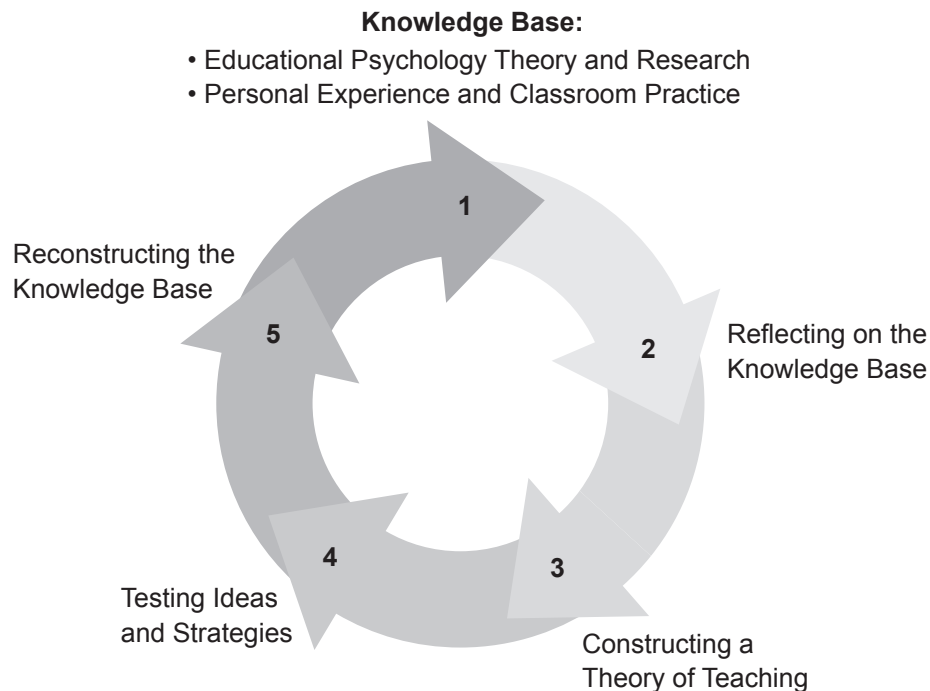 Knowledge Base:
• Educational Psychology Theory and Research
• Personal Experience and Classroom Practice
1
2
Reflecting on the
Knowledge Base
3
Constructing a
Theory of Teaching
4
Testing Ideas
and Strategies
5
Reconstructing the
Knowledge Base